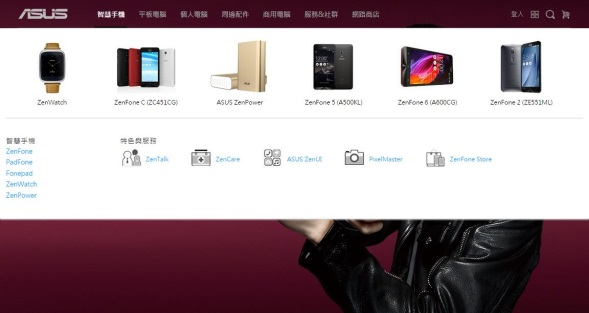 ASUS 智慧手機 平板電腦 個人電腦 周邊配件 商用電腦 服務&社群 網路商店 登入
ZenWatch ZenFone C (ZC451CG) ASUS ZenPower ZenFone 5 (A500KL) ZenFone 6 (A600CG) ZenFone 2 (ZE551ML)
智慧手機 特色與服務
ZenFone
ZenTalk ZenCare ASUS ZenUI PixelMaster ZenFone Store
PadFone
Fonepad
ZenWatch
ZenPower